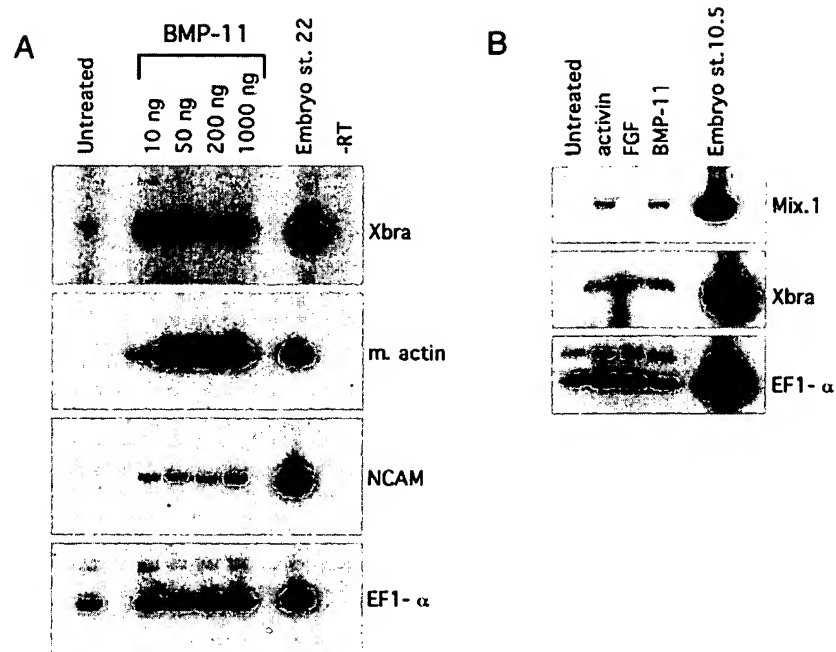 A
BMP-11
Untreated
10 ng
50 ng
200 ng
1000 ng
Embryo st. 22
-RT
Xbra
m. actin
NCAM
EF1- α
B
Untreated
activin
FGF
BMP-11
Embryo st.10.5
Mix.1
Xbra
EF1- α